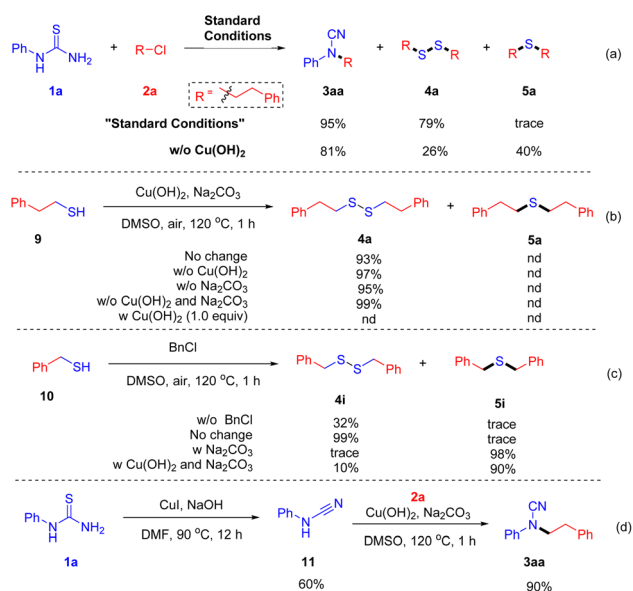 S
Ph N H NH₂ + R–Cl Standard Conditions CN N Ph R + R S S R + R S R (a)
1a 2a R = Ph 3aa 4a 5a
"Standard Conditions" 95% 79% trace
w/o Cu(OH)₂ 81% 26% 40%
Ph SH Cu(OH)₂, Na₂CO₃ Ph S S Ph + Ph S Ph (b)
9 DMSO, air, 120 °C, 1 h 4a 5a
No change 93% nd
w/o Cu(OH)₂ 97% nd
w/o Na₂CO₃ 95% nd
w/o Cu(OH)₂ and Na₂CO₃ 99% nd
w Cu(OH)₂ (1.0 equiv) nd nd
Ph SH BnCl Ph S S Ph + Ph S Ph (c)
10 DMSO, air, 120 °C, 1 h 4i 5i
w/o BnCl 32% trace
No change 99% trace
w Na₂CO₃ trace 98%
w Cu(OH)₂ and Na₂CO₃ 10% 90%
2a
S CuI, NaOH N Cu(OH)₂, Na₂CO₃ CN
Ph N H NH₂ DMF, 90 °C, 12 h Ph N H DMSO, 120 °C, 1 h Ph N Ph (d)
1a 11 3aa
60% 90%